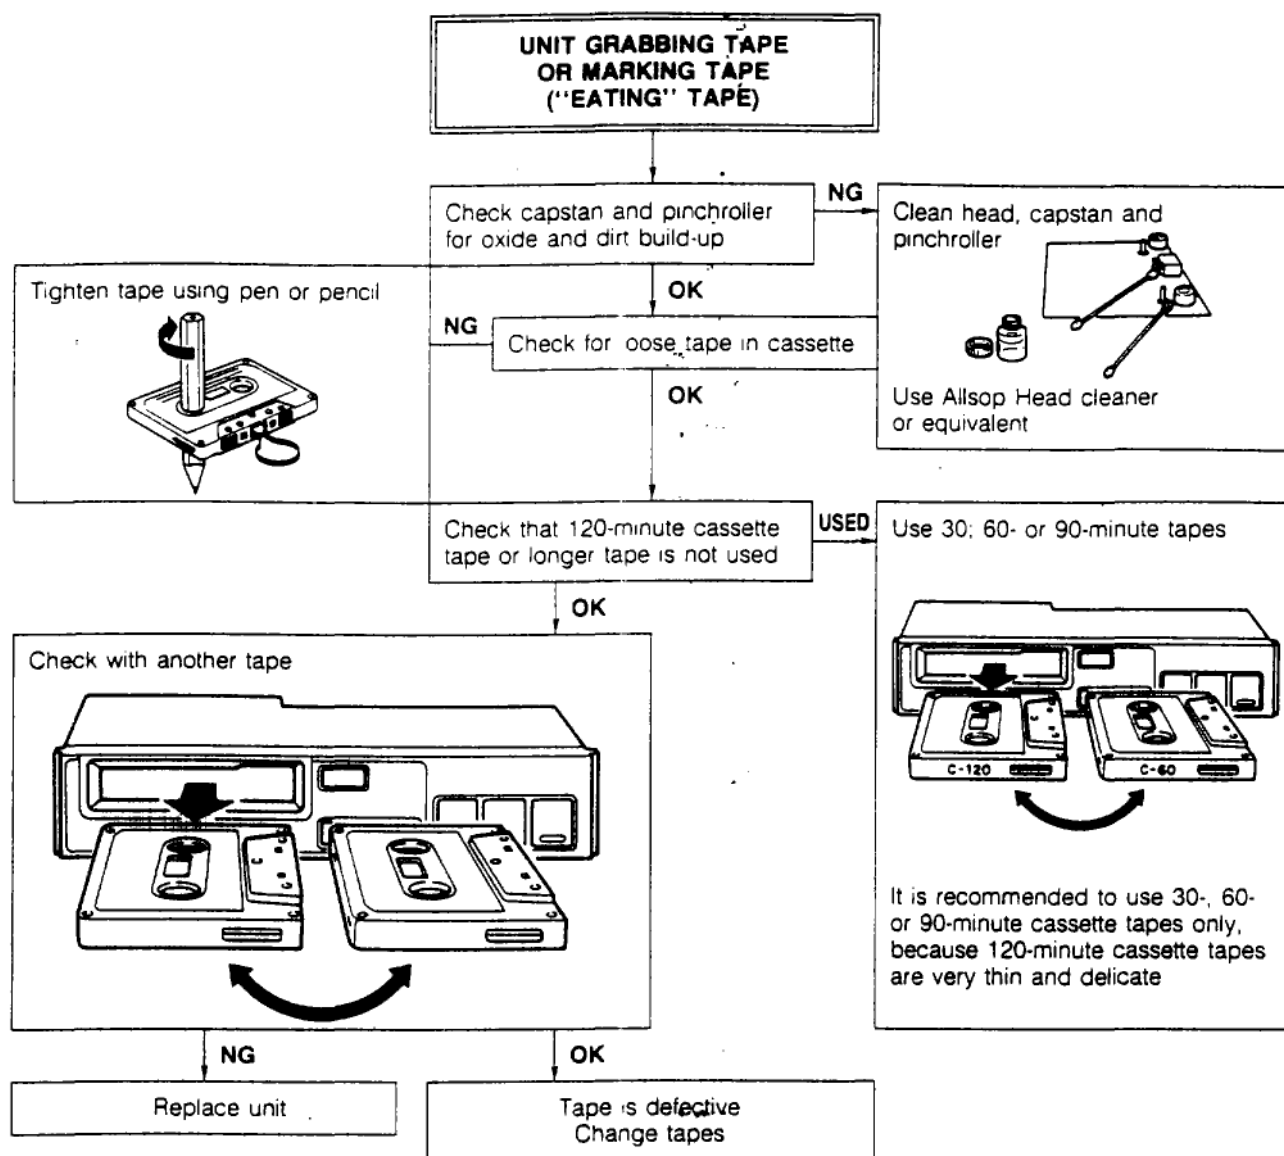 UNIT GRABBING TAPE
OR MARKING TAPE
("EATING" TAPE)
Check capstan and pinchroller
for oxide and dirt build-up
NG
Clean head, capstan and
pinchroller
Use Allsop Head cleaner
or equivalent
OK
Tighten tape using pen or pencil
NG
Check for oose tape in cassette
OK
Check that 120-minute cassette
tape or longer tape is not used
USED
Use 30; 60- or 90-minute tapes
C-120
C-60
It is recommended to use 30-, 60-
or 90-minute cassette tapes only,
because 120-minute cassette tapes
are very thin and delicate
OK
Check with another tape
NG
OK
Replace unit
Tape is defective
Change tapes